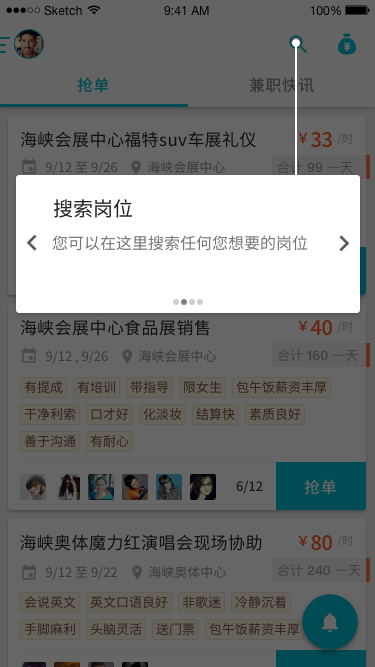 Sketch 9:41 AM 100%
抢单 兼职快讯
海峡会展中心福特suv车展礼仪 ¥33 /时
9/12 至 9/26 海峡会展中心 合计 99 一天
搜索岗位
您可以在这里搜索任何您想要的岗位
海峡会展中心食品展销售 ¥40 /时
9/12 , 9/26 海峡会展中心 合计 160 一天
有提成 有培训 带指导 限女生 包午饭薪资丰厚
干净利索 口才好 化淡妆 结算快 素质良好
善于沟通 有耐心
6/12 抢单
海峡奥体魔力红演唱会现场协助 ¥80 /时
9/12 至 9/22 海峡奥体中心 合计 240 一天
会说英文 英文口语良好 非歌迷 冷静沉着
手脚麻利 头脑灵活 送门票 包午饭薪资丰厚